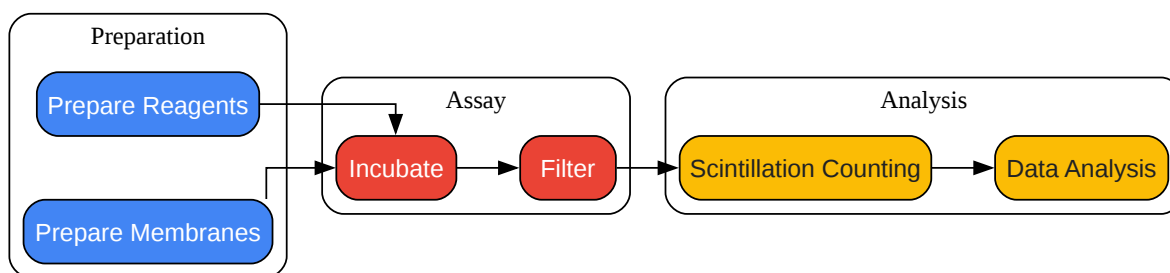 Preparation
Prepare Reagents
Prepare Membranes
Assay
Incubate
Filter
Analysis
Scintillation Counting
Data Analysis